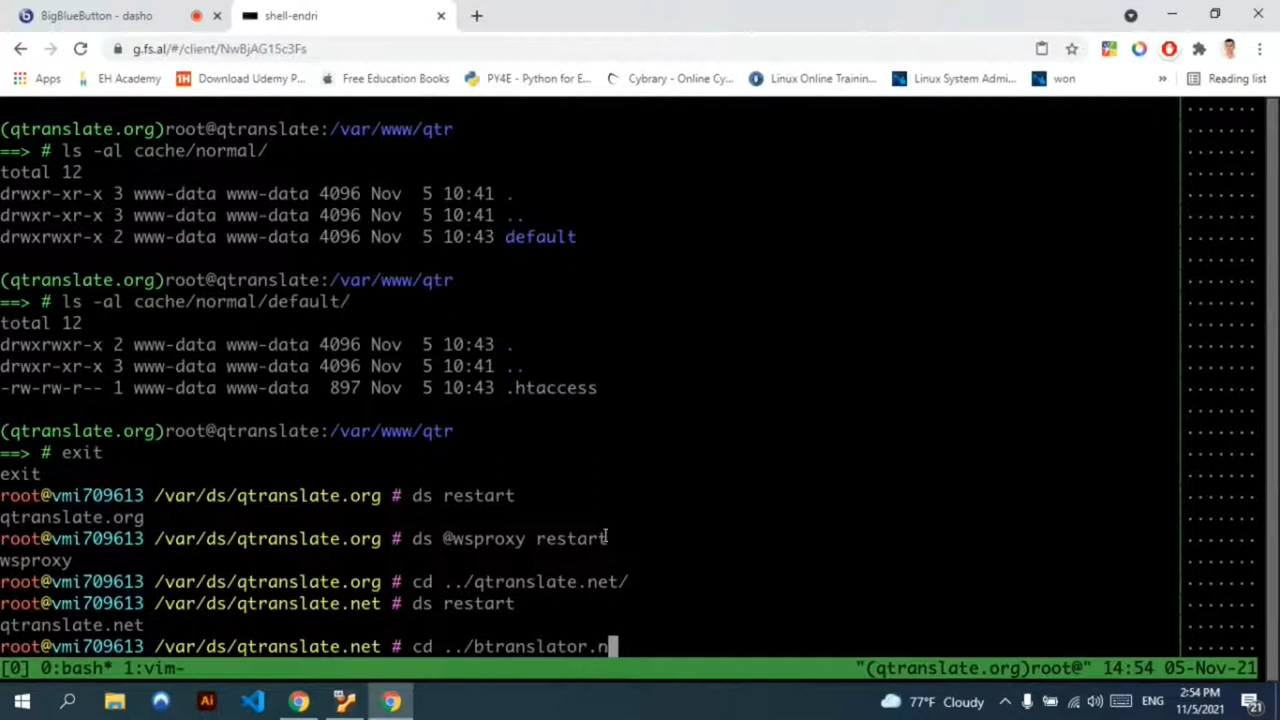 BigBlueButton - dasho
shell-endri
g.fs.al/#/client/NwBjAG15c3Fs
Apps
EH Academy
Download Udemy P...
Free Education Books
PY4E - Python for E...
Cybrary - Online Cy...
Linux Online Trainin...
Linux System Admi...
won
»
Reading list
(qtranslate.org)root@qtranslate:/var/www/qtr
==> # ls -al cache/normal/
total 12
drwxr-xr-x 3 www-data www-data 4096 Nov  5 10:41 .
drwxr-xr-x 3 www-data www-data 4096 Nov  5 10:41 ..
drwxrwxr-x 2 www-data www-data 4096 Nov  5 10:43 default
(qtranslate.org)root@qtranslate:/var/www/qtr
==> # ls -al cache/normal/default/
total 12
drwxrwxr-x 2 www-data www-data 4096 Nov  5 10:43 .
drwxr-xr-x 3 www-data www-data 4096 Nov  5 10:41 ..
-rw-rw-r-- 1 www-data www-data  897 Nov  5 10:43 .htaccess
(qtranslate.org)root@qtranslate:/var/www/qtr
==> # exit
exit
root@vmi709613 /var/ds/qtranslate.org # ds restart
qtranslate.org
root@vmi709613 /var/ds/qtranslate.org # ds @wsproxy restart
wsproxy
root@vmi709613 /var/ds/qtranslate.org # cd ../qtranslate.net/
root@vmi709613 /var/ds/qtranslate.net # ds restart
qtranslate.net
root@vmi709613 /var/ds/qtranslate.net # cd ../btranslator.n
[0] 0:bash* 1:vim- "(qtranslate.org)root@" 14:54 05-Nov-21
Ai
77°F Cloudy
ENG
2:54 PM
11/5/2021
21